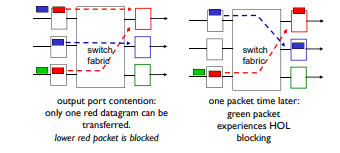 switch
fabric
output port contention:
only one red datagram can be
transferred.
lower red packet is blocked
switch
fabric
one packet time later:
green packet
experiences HOL
blocking